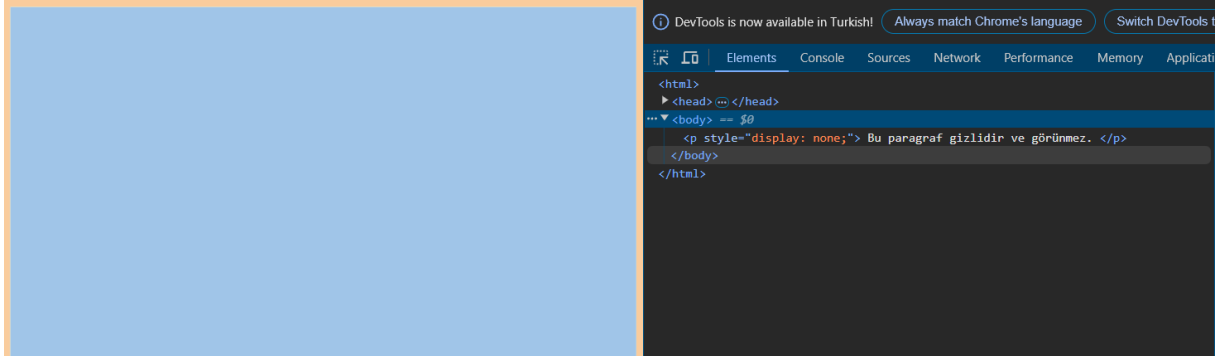 DevTools is now available in Turkish! Always match Chrome's language Switch DevTools t
Elements Console Sources Network Performance Memory Applicati
<html>
<head> ... </head>
... <body> == $0
<p style="display: none;"> Bu paragraf gizlidir ve görünmez. </p>
</body>
</html>